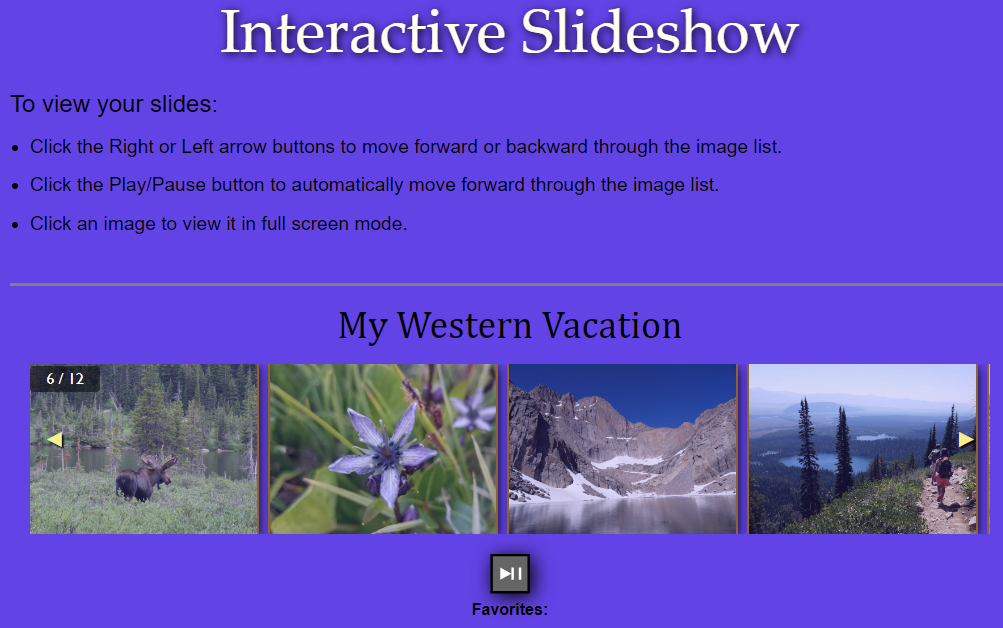 Interactive Slideshow
To view your slides:
Click the Right or Left arrow buttons to move forward or backward through the image list.
Click the Play/Pause button to automatically move forward through the image list.
Click an image to view it in full screen mode.
My Western Vacation
6 / 12
Favorites: